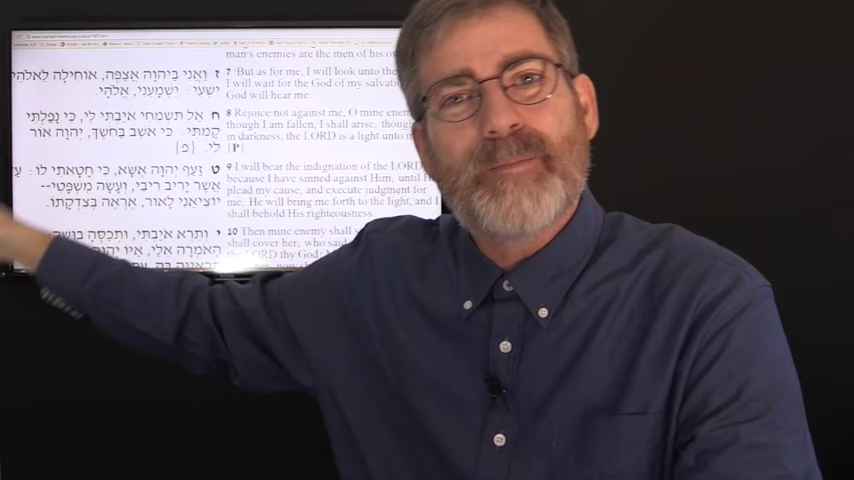 man's enemies are the men of his
ז וַאֲנִי בַּיהוָה אֲצַפֶּה, אוֹחִילָה לֵאלֹהֵי
יִשְׁעִי: יִשְׁמָעֵנִי, אֱלֹהָי.
7 'But as for me, I will look unto the
I will wait for the God of my salvation
God will hear me.
ח אַל תִּשְׂמְחִי אֹיַבְתִּי לִי, כִּי נָפַלְתִּי
קַמְתִּי: כִּי אֵשֵׁב בַּחֹשֶׁךְ, יְהוָה אוֹר
לִי. {פ}
8 Rejoice not against me, O mine enemy
though I am fallen, I shall arise, though
in darkness, the LORD is a light unto
{P}
ט זַעַף יְהוָה אֶשָּׂא, כִּי חָטָאתִי לוֹ: עַד
אֲשֶׁר יָרִיב רִיבִי, וְעָשָׂה מִשְׁפָּטִי--
יוֹצִיאֵנִי לָאוֹר, אֶרְאֶה בְּצִדְקָתוֹ.
9 I will bear the indignation of the LORD
because I have sinned against Him, until
plead my cause, and execute judgment for
me, He will bring me forth to the light, and
shall behold His righteousness.
י וְתֵרֶא אֹיַבְתִּי, וּתְכַסֶּהָ בוּשָׁה
הָאֹמְרָה אֵלַי, אַיּוֹ
10 Then mine enemy shall
shall cover her; who said
the LORD thy God